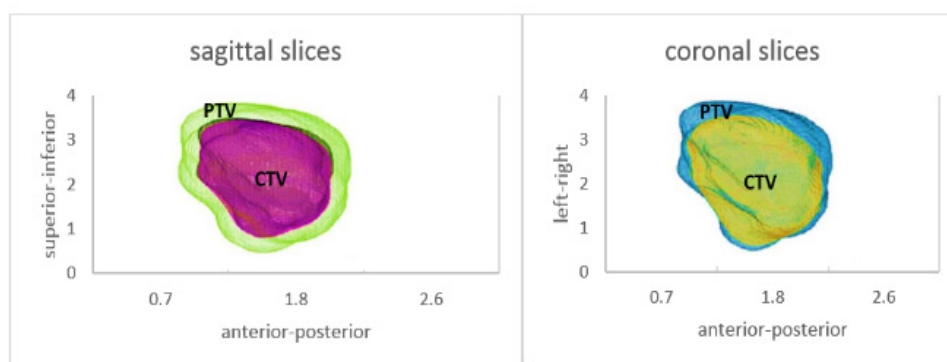 sagittal slices
superior-inferior
4
3
2
1
0
PTV
CTV
0.7 1.8 2.6
anterior-posterior
coronal slices
left-right
4
3
2
1
0
PTV
CTV
0.7 1.8 2.6
anterior-posterior